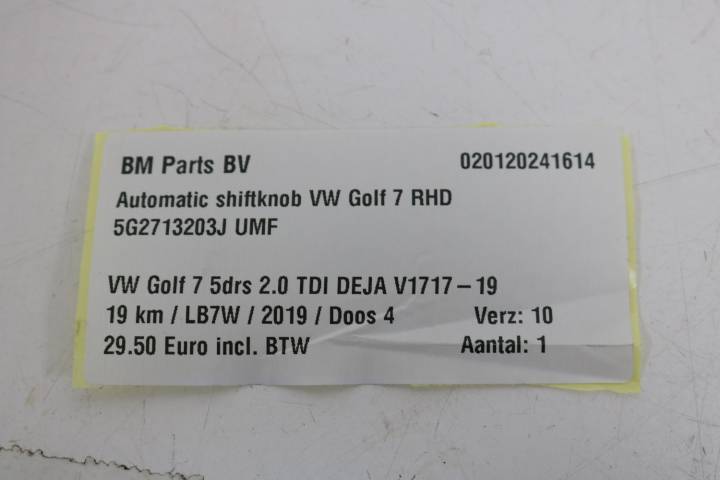 BM Parts BV 020120241614
Automatic shiftknob VW Golf 7 RHD
5G2713203J UMF
VW Golf 7 5drs 2.0 TDI DEJA V1717-19
19 km / LB7W / 2019 / Doos 4 Verz: 10
29.50 Euro incl. BTW Aantal: 1